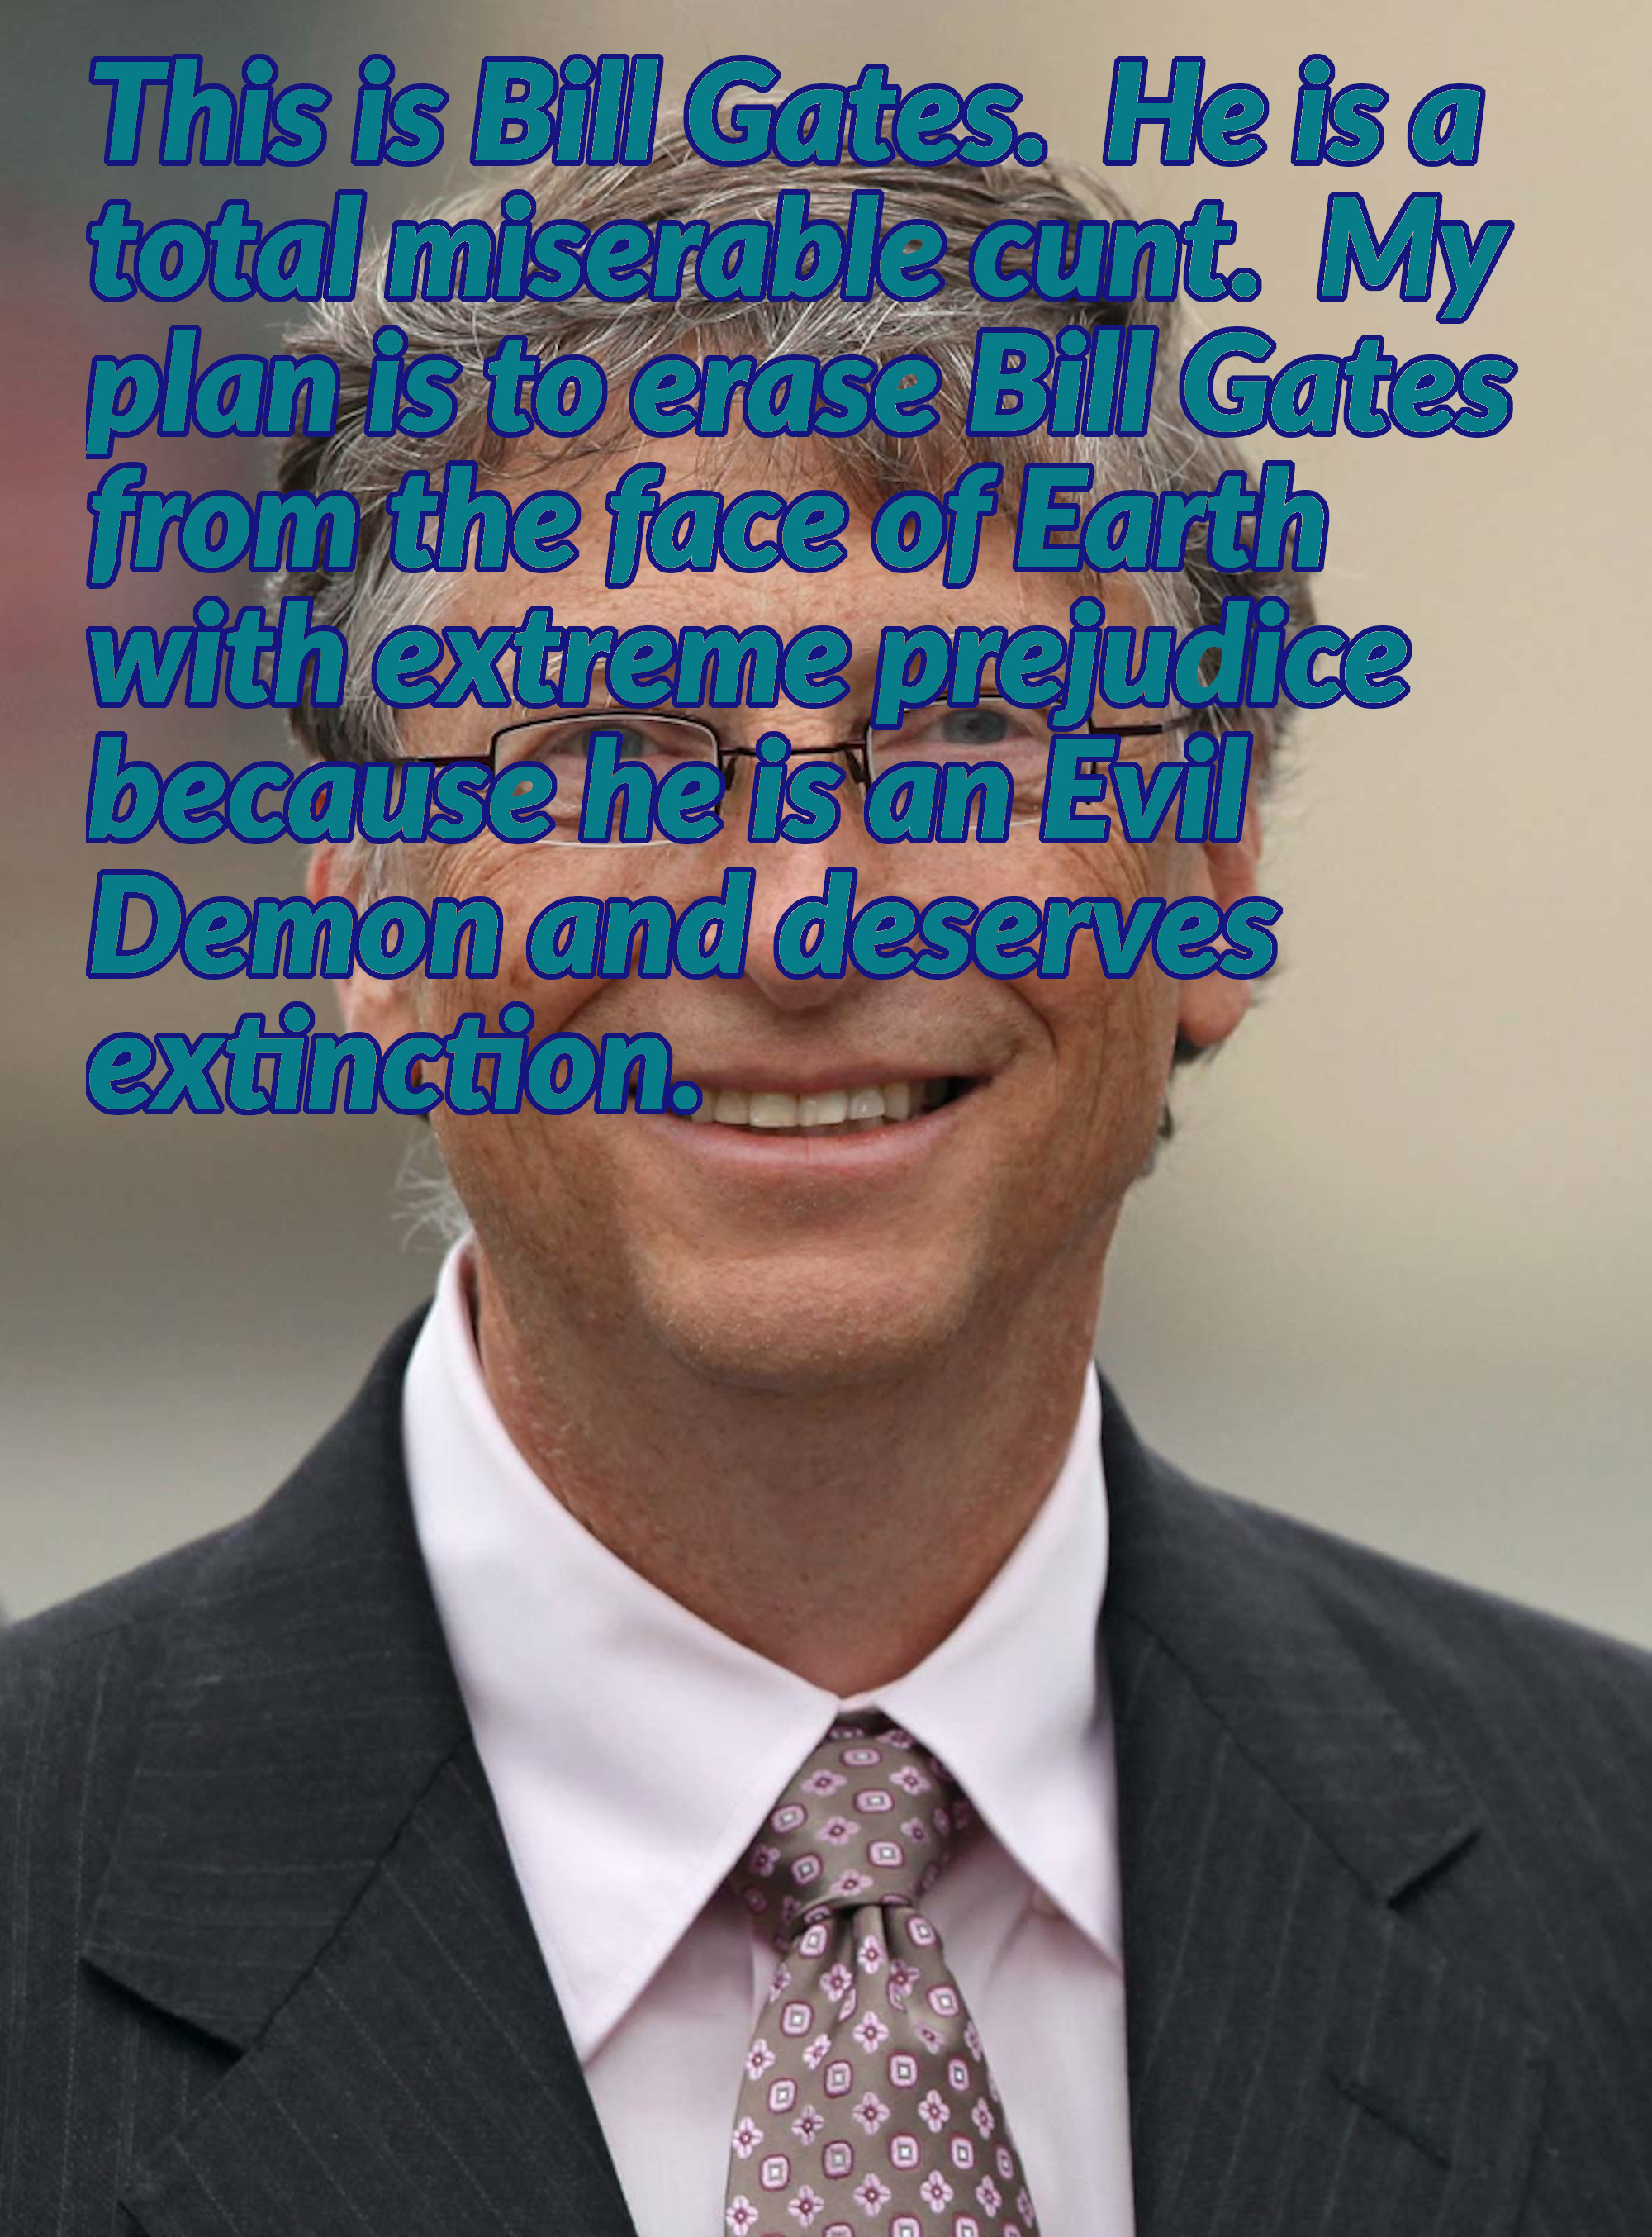 This is Bill Gates.  He is a
total miserable cunt.  My
plan is to erase Bill Gates
from the face of Earth
with extreme prejudice
because he is an Evil
Demon and deserves
extinction.